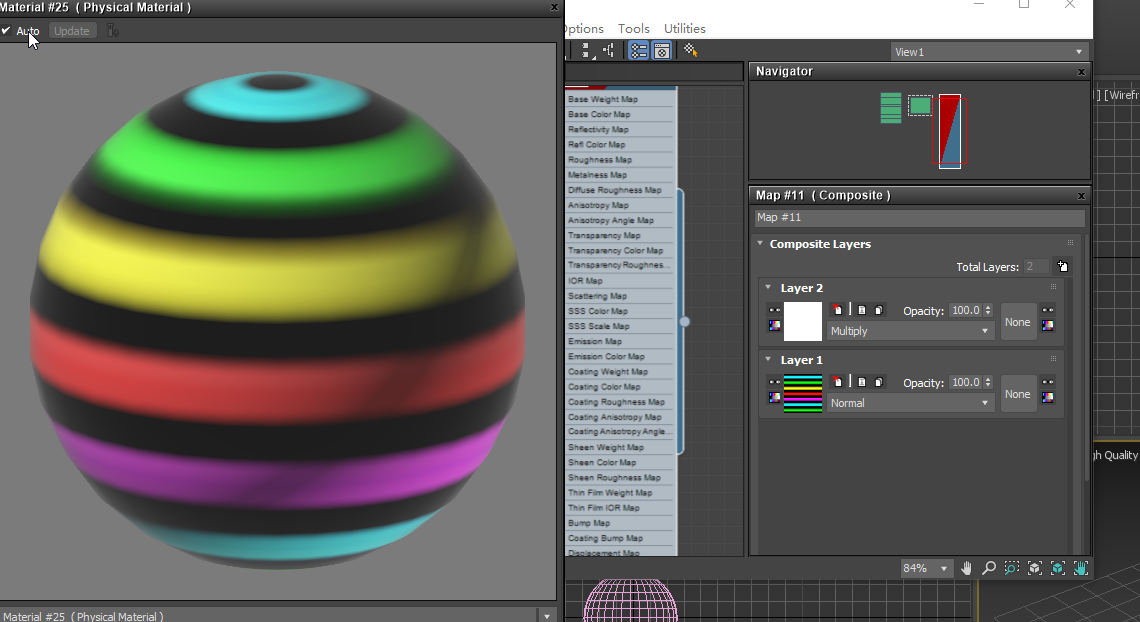 Material #25 ( Physical Material )
Auto
Update
Options Tools Utilities
View1
Navigator
] [ Wirefr
Base Weight Map
Base Color Map
Reflectivity Map
Refl Color Map
Roughness Map
Metalness Map
Diffuse Roughness Map
Anisotropy Map
Anisotropy Angle Map
Transparency Map
Transparency Color Map
Transparency Roughnes...
IOR Map
Scattering Map
SSS Color Map
SSS Scale Map
Emission Map
Emission Color Map
Coating Weight Map
Coating Color Map
Coating Roughness Map
Coating Anisotropy Map
Coating Anisotropy Angle...
Sheen Weight Map
Sheen Color Map
Sheen Roughness Map
Thin Film Weight Map
Thin Film IOR Map
Bump Map
Coating Bump Map
Displacement Map
Map #11 ( Composite )
Map #11
Composite Layers
Total Layers: 2
Layer 2
Opacity: 100.0
None
Multiply
Layer 1
Opacity: 100.0
None
Normal
gh Quality
84%
Material #25 ( Physical Material )